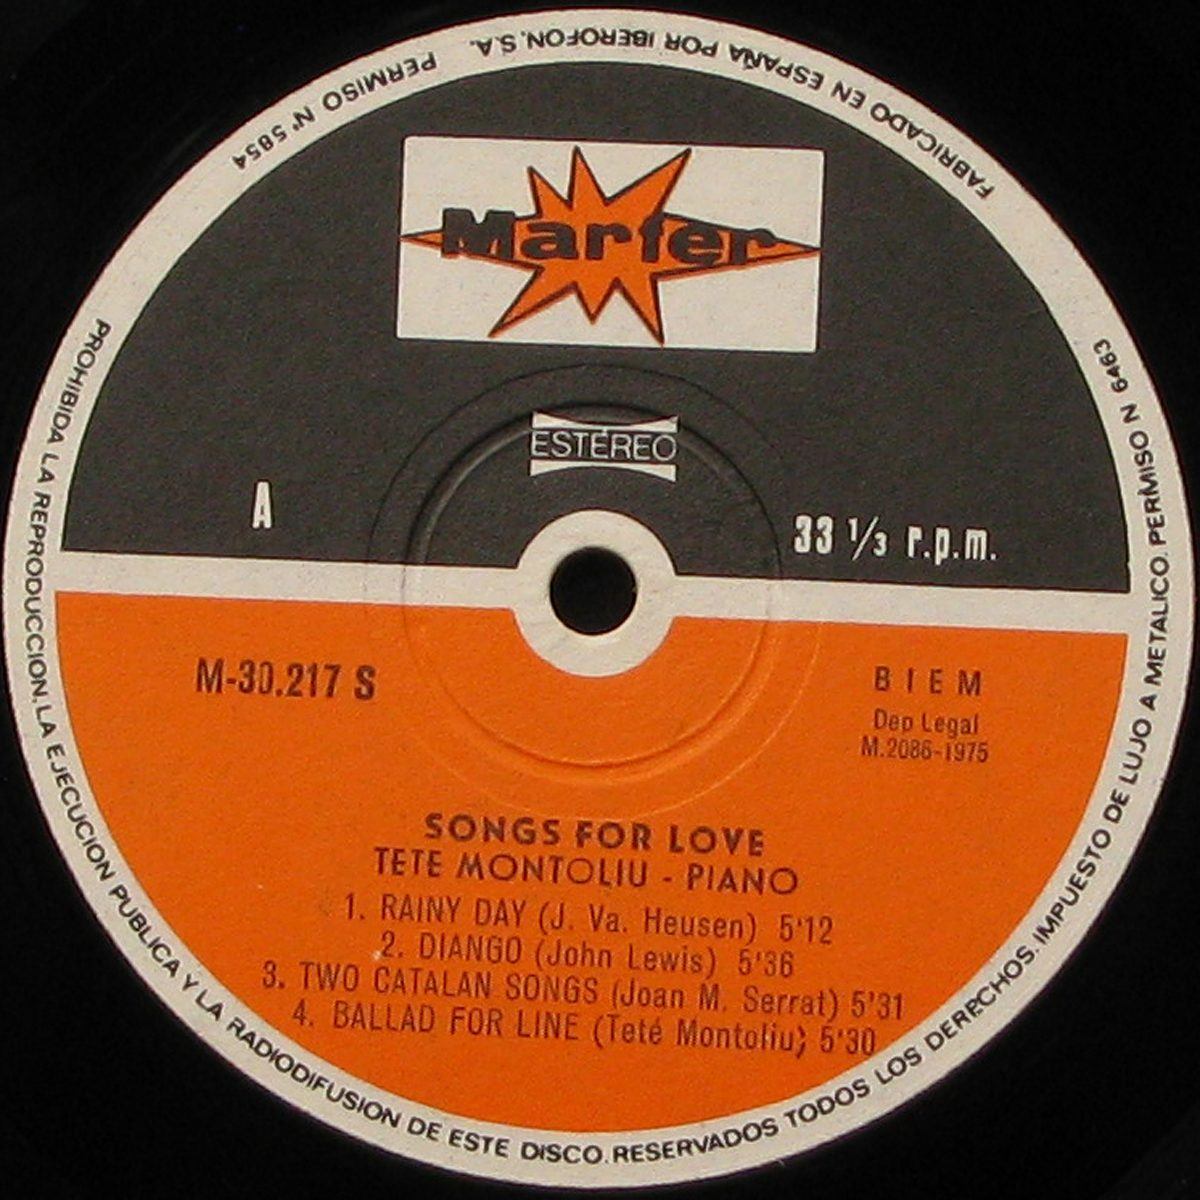 FABRICADO EN ESPAÑA POR IBEROFON, S.A. PERMISO Nº 5854
Marfer
ESTÉREO
A
33 1/3 r.p.m.
M-30.217 S
B I E M
Dep Legal
M.2086-1975
SONGS FOR LOVE
TETE MONTOLIU - PIANO
1. RAINY DAY (J. Va. Heusen) 5'12
2. DIANGO (John Lewis) 5'36
3. TWO CATALAN SONGS (Joan M. Serrat) 5'31
4. BALLAD FOR LINE (Teté Montoliu) 5'30
PROHIBIDA LA REPRODUCCION, LA EJECUCION PUBLICA Y LA RADIODIFUSION DE ESTE DISCO. RESERVADOS TODOS LOS DERECHOS. IMPUESTO DE LUJO A METALICO. PERMISO N 6463